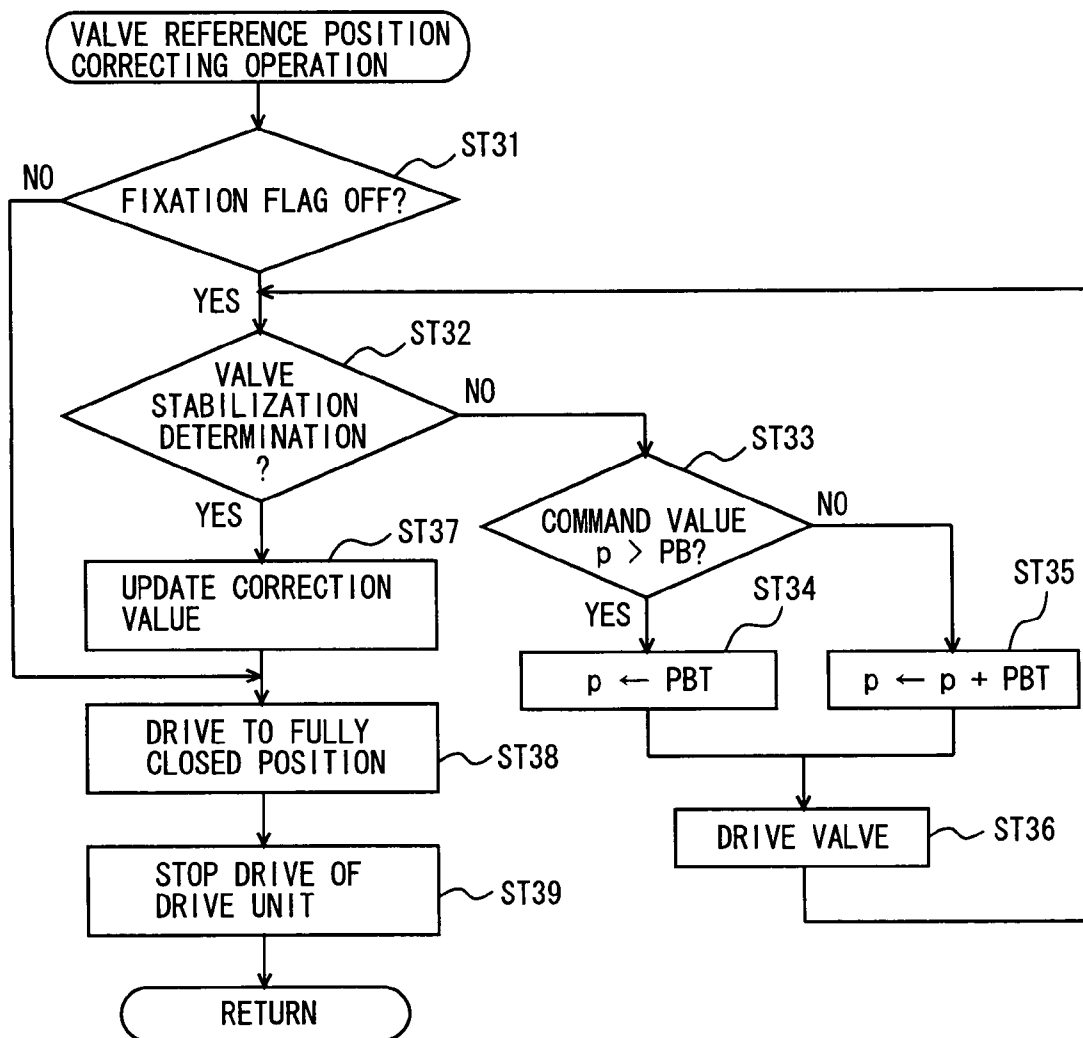 VALVE REFERENCE POSITION
CORRECTING OPERATION
ST31
NO
FIXATION FLAG OFF?
YES
ST32
VALVE
STABILIZATION
DETERMINATION
?
NO
ST33
YES
COMMAND VALUE
p > PB?
NO
ST37
UPDATE CORRECTION
VALUE
YES
ST34
ST35
p ← PBT
p ← p + PBT
DRIVE TO FULLY
CLOSED POSITION
ST38
DRIVE VALVE
ST36
STOP DRIVE OF
DRIVE UNIT
ST39
RETURN